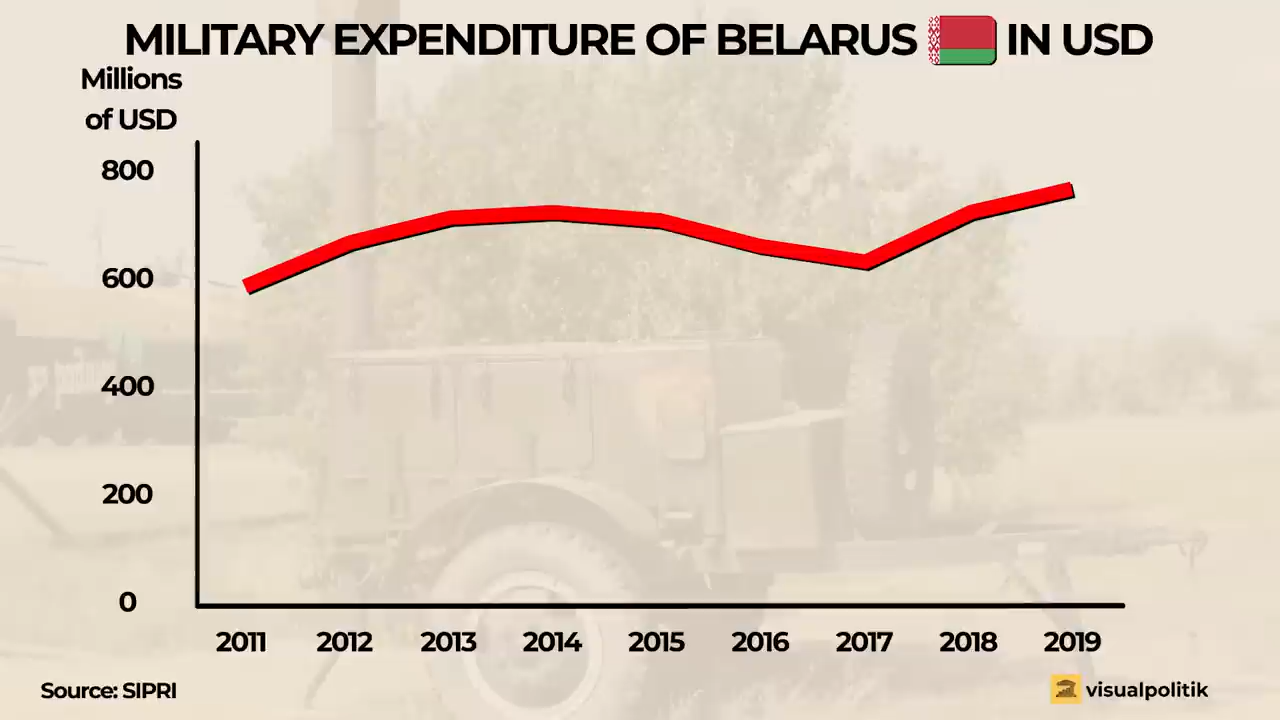 MILITARY EXPENDITURE OF BELARUS IN USD
Millions
of USD
800
600
400
200
0
2011 2012 2013 2014 2015 2016 2017 2018 2019
Source: SIPRI
visualpolitik